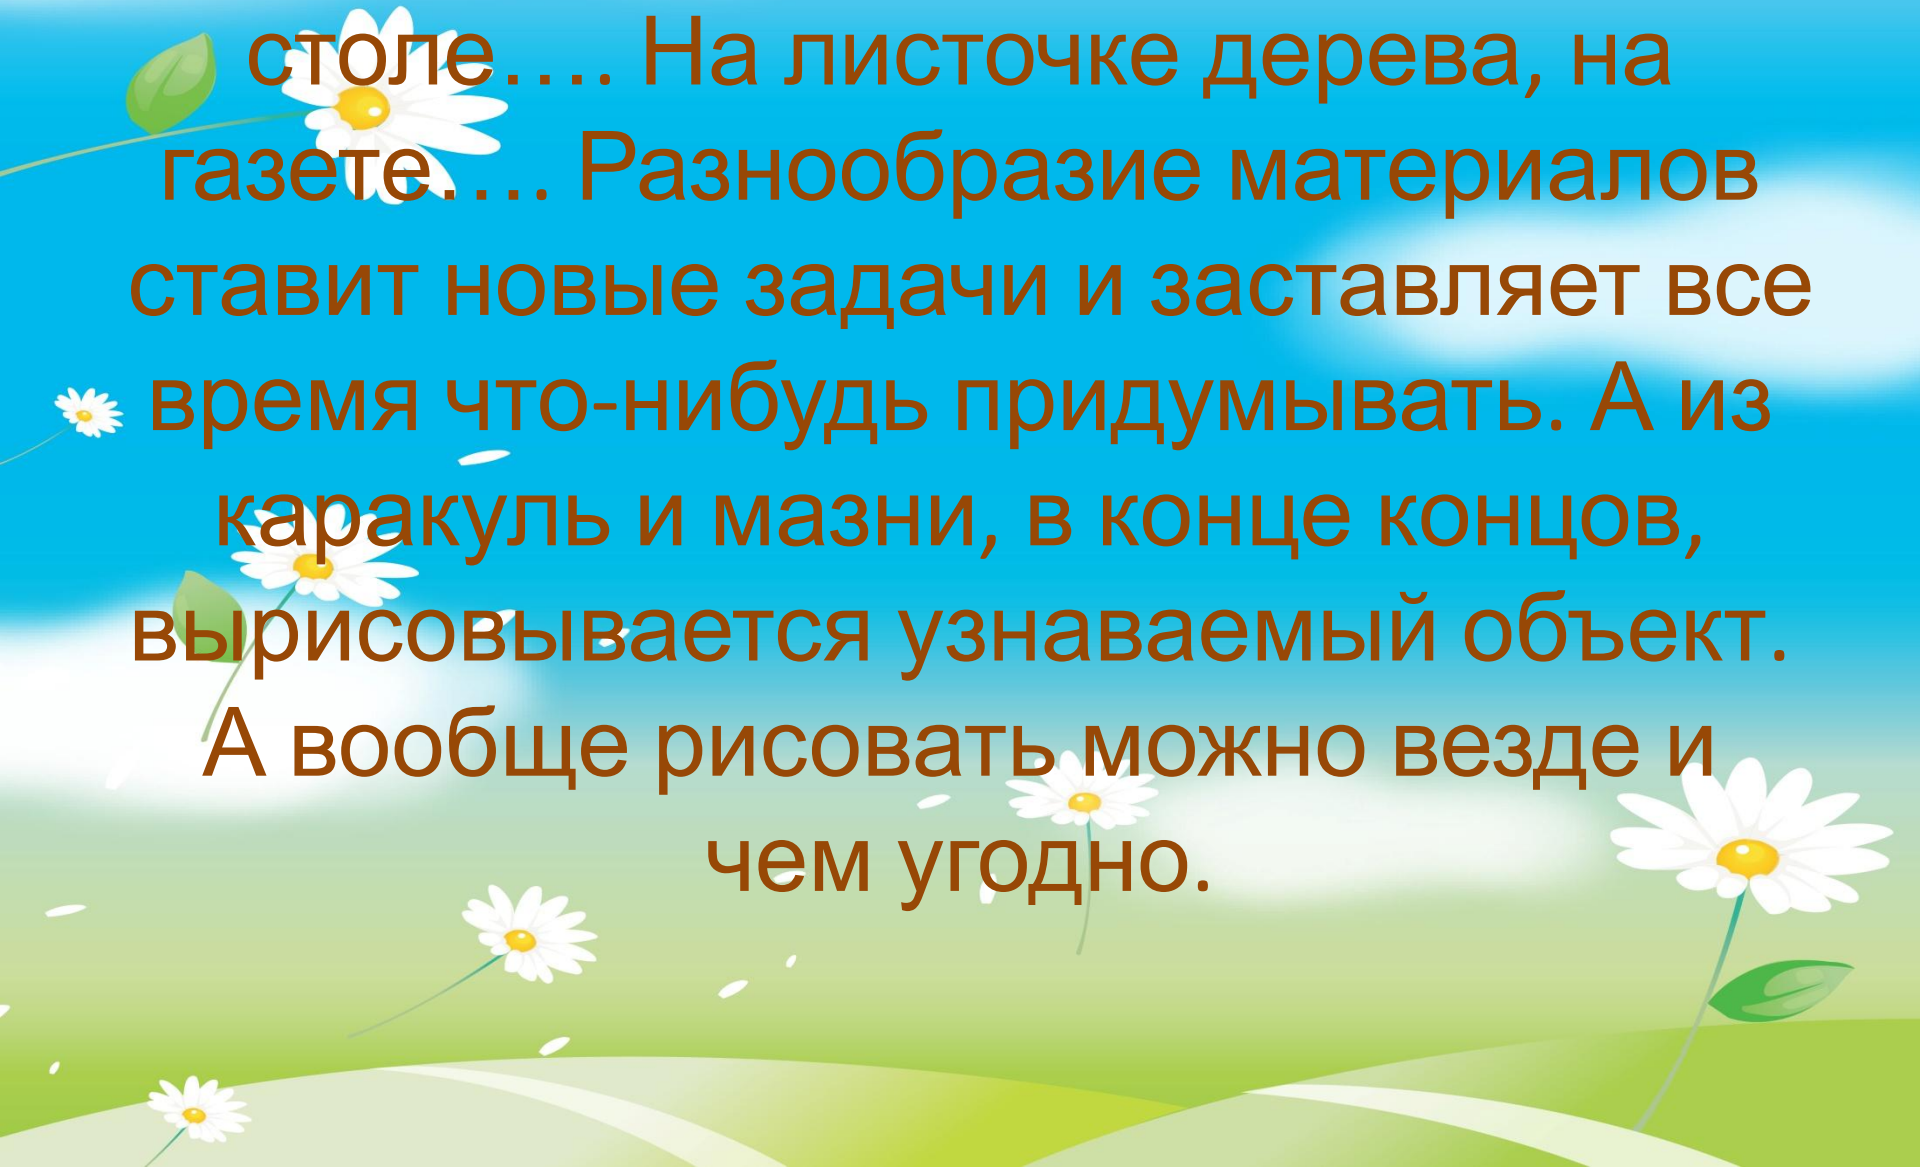 столе…. На листочке дерева, на
газете…. Разнообразие материалов
ставит новые задачи и заставляет все
время что-нибудь придумывать. А из
каракуль и мазни, в конце концов,
вырисовывается узнаваемый объект.
А вообще рисовать можно везде и
чем угодно.